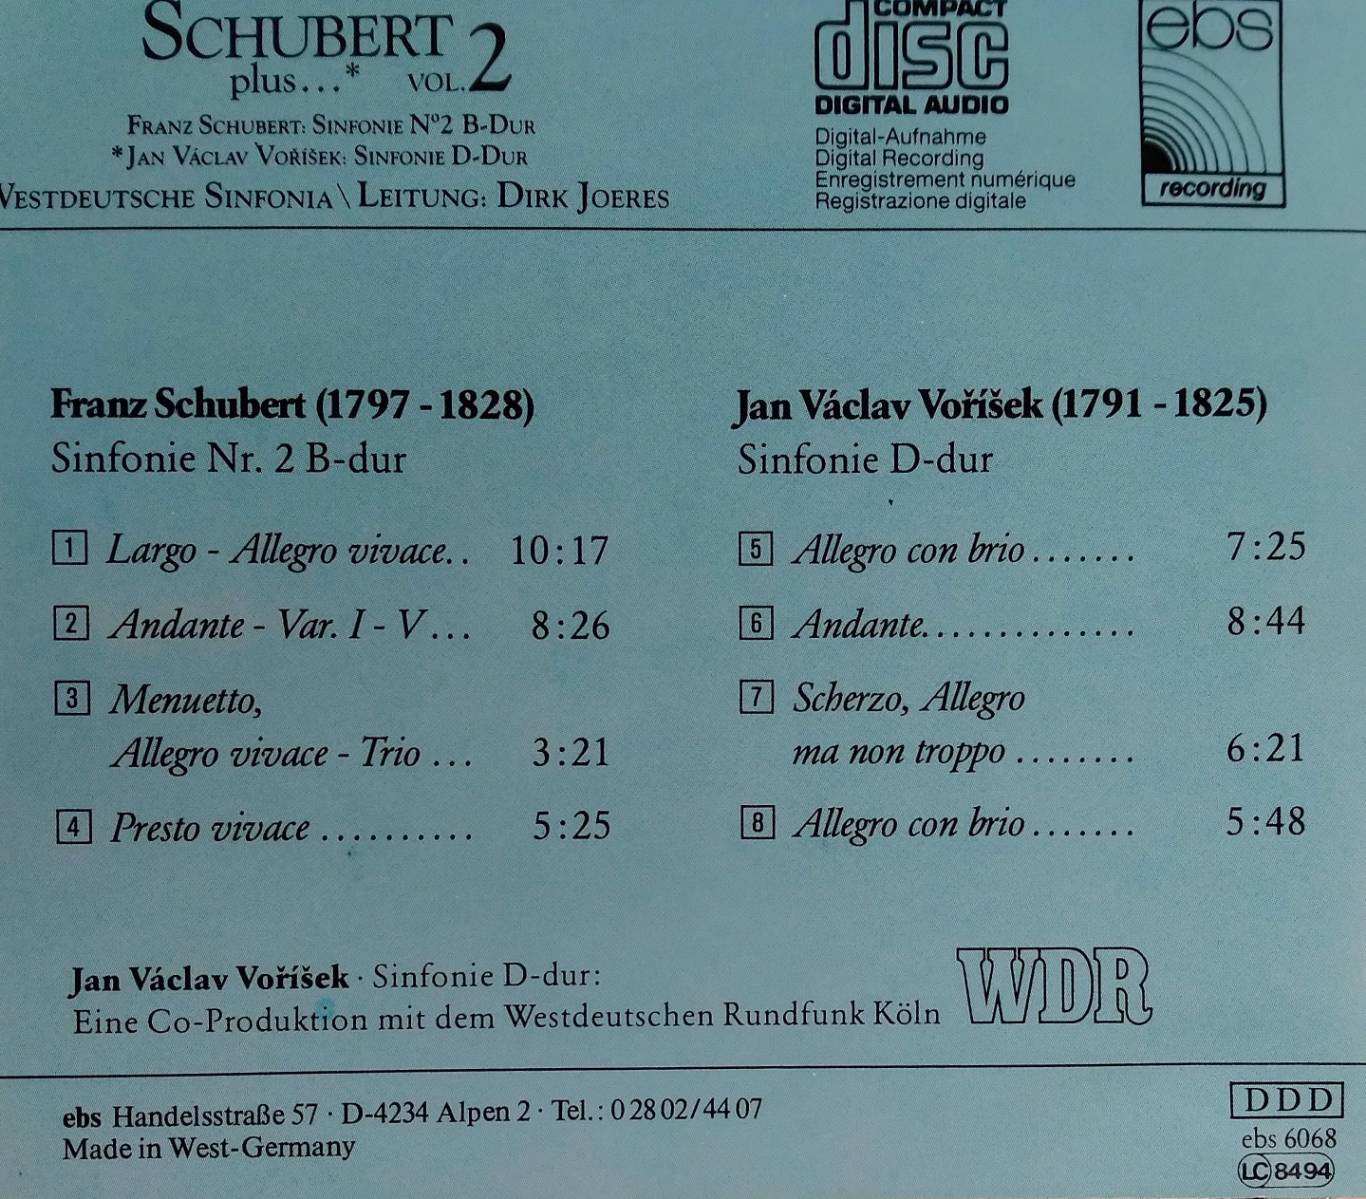 SCHUBERT
plus...* VOL. 2
FRANZ SCHUBERT: SINFONIE Nº2 B-DUR
*JAN VÁCLAV VOŘÍŠEK: SINFONIE D-DUR
WESTDEUTSCHE SINFONIA \ LEITUNG: DIRK JOERES
COMPACT
disc
DIGITAL AUDIO
Digital-Aufnahme
Digital Recording
Enregistrement numérique
Registrazione digitale
ebs
recording
Franz Schubert (1797 - 1828)
Sinfonie Nr. 2 B-dur
1 Largo - Allegro vivace.. 10:17
2 Andante - Var. I - V... 8:26
3 Menuetto,
Allegro vivace - Trio ... 3:21
4 Presto vivace .......... 5:25
Jan Václav Voříšek (1791 - 1825)
Sinfonie D-dur
5 Allegro con brio ....... 7:25
6 Andante............... 8:44
7 Scherzo, Allegro
ma non troppo ........ 6:21
8 Allegro con brio ....... 5:48
Jan Václav Voříšek · Sinfonie D-dur:
Eine Co-Produktion mit dem Westdeutschen Rundfunk Köln WDR
ebs Handelsstraße 57 · D-4234 Alpen 2 · Tel.: 0 28 02/44 07
Made in West-Germany
DDD
ebs 6068
LC 8494